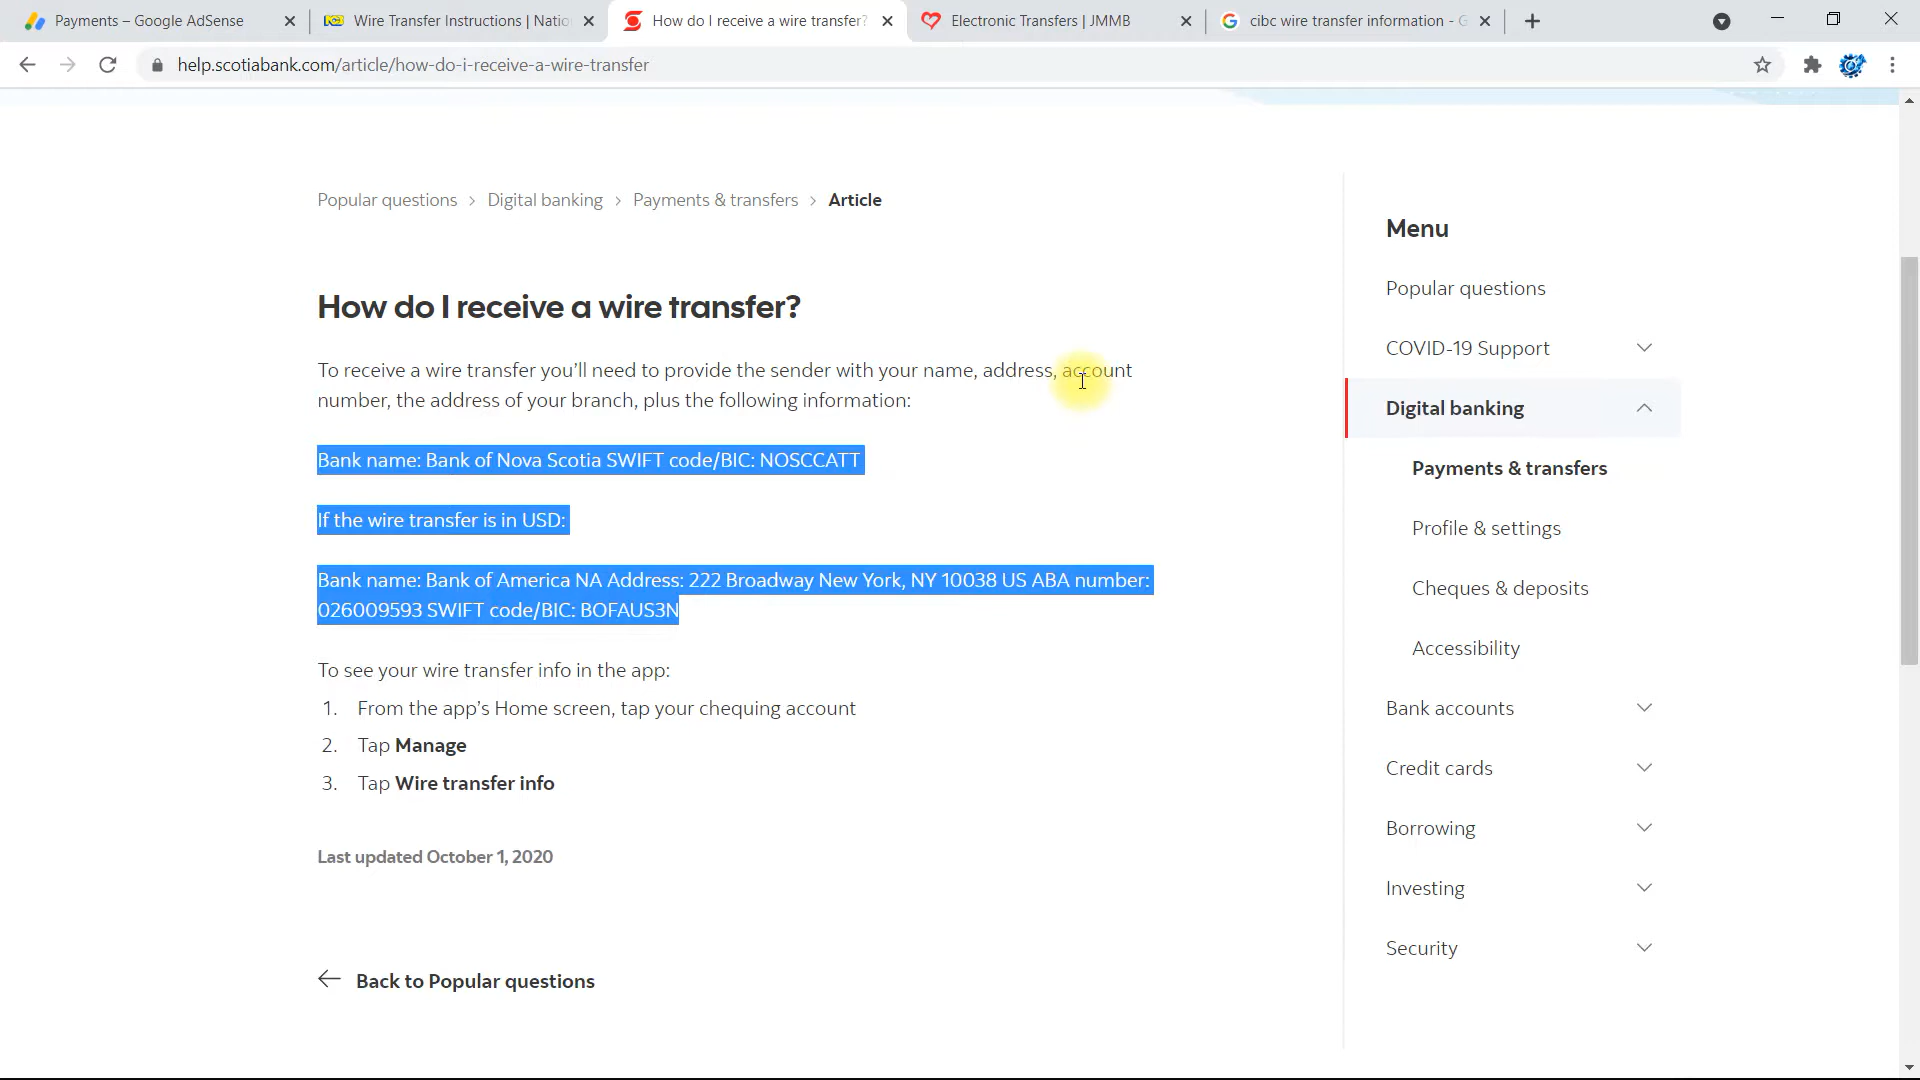 Payments – Google AdSense
Wire Transfer Instructions | Natio
How do I receive a wire transfer?
Electronic Transfers | JMMB
cibc wire transfer information - G
help.scotiabank.com/article/how-do-i-receive-a-wire-transfer
Popular questions > Digital banking > Payments & transfers > Article
How do I receive a wire transfer?
To receive a wire transfer you'll need to provide the sender with your name, address, account
number, the address of your branch, plus the following information:
Bank name: Bank of Nova Scotia SWIFT code/BIC: NOSCCATT
If the wire transfer is in USD:
Bank name: Bank of America NA Address: 222 Broadway New York, NY 10038 US ABA number:
026009593 SWIFT code/BIC: BOFAUS3N
To see your wire transfer info in the app:
1. From the app's Home screen, tap your chequing account
2. Tap Manage
3. Tap Wire transfer info
Last updated October 1, 2020
Back to Popular questions
Menu
Popular questions
COVID-19 Support
Digital banking
Payments & transfers
Profile & settings
Cheques & deposits
Accessibility
Bank accounts
Credit cards
Borrowing
Investing
Security